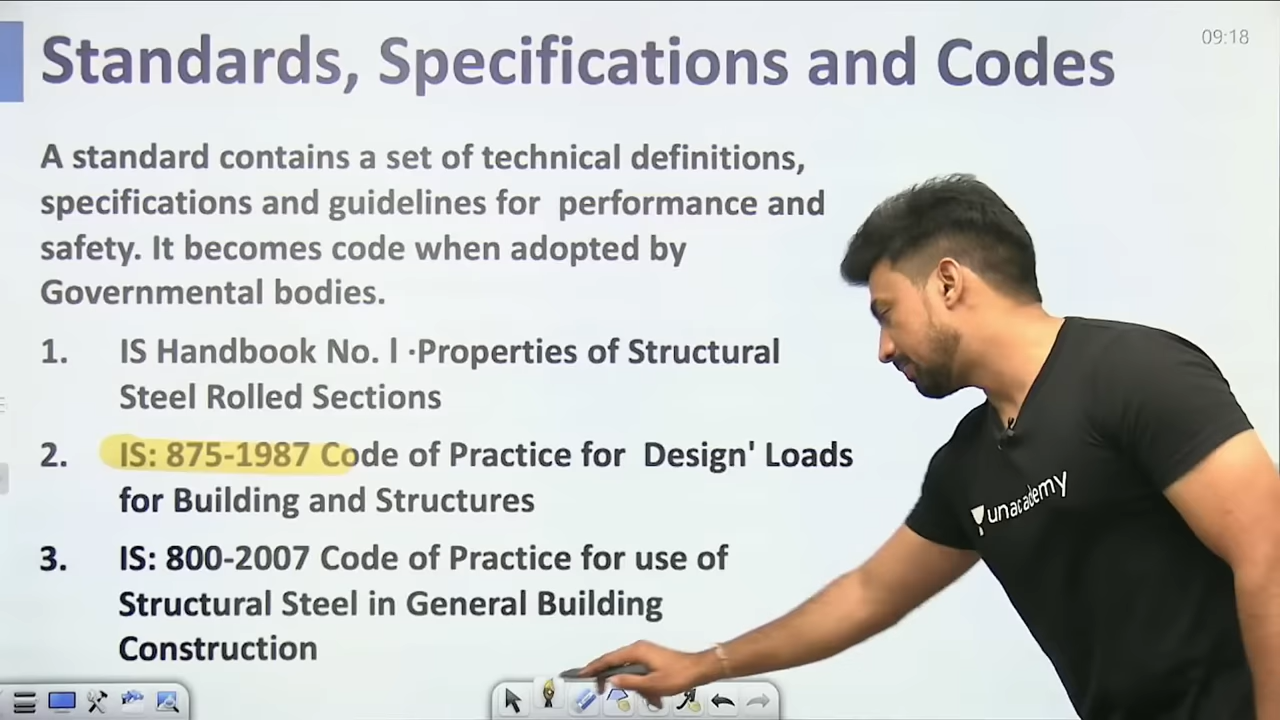 Standards, Specifications and Codes
09:18
A standard contains a set of technical definitions,
specifications and guidelines for performance and
safety. It becomes code when adopted by
Governmental bodies.
1. IS Handbook No. l ·Properties of Structural
Steel Rolled Sections
2. IS: 875-1987 Code of Practice for Design' Loads
for Building and Structures
3. IS: 800-2007 Code of Practice for use of
Structural Steel in General Building
Construction
unacademy